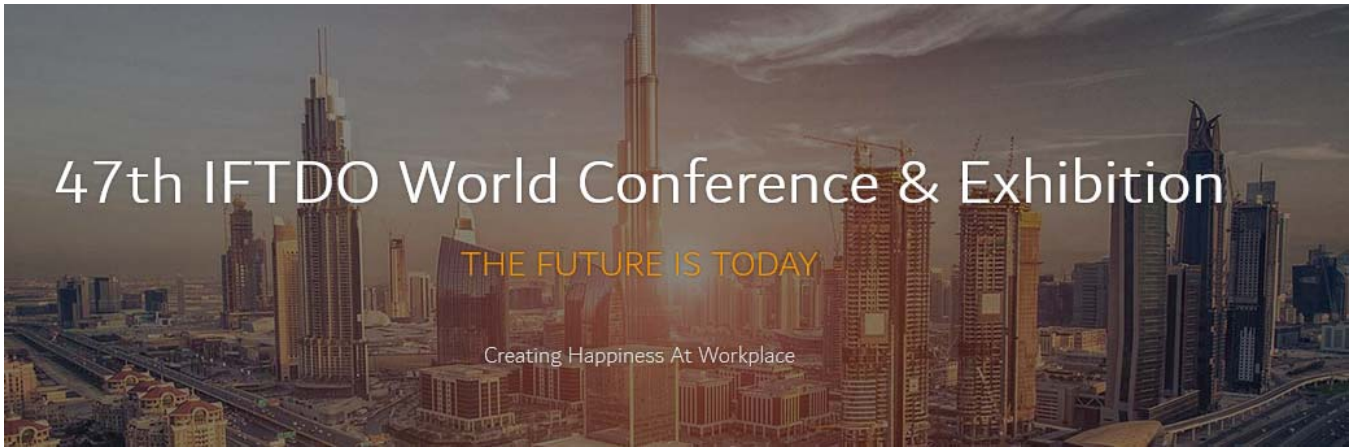 47th IFTDO World Conference & Exhibition
THE FUTURE IS TODAY
Creating Happiness At Workplace